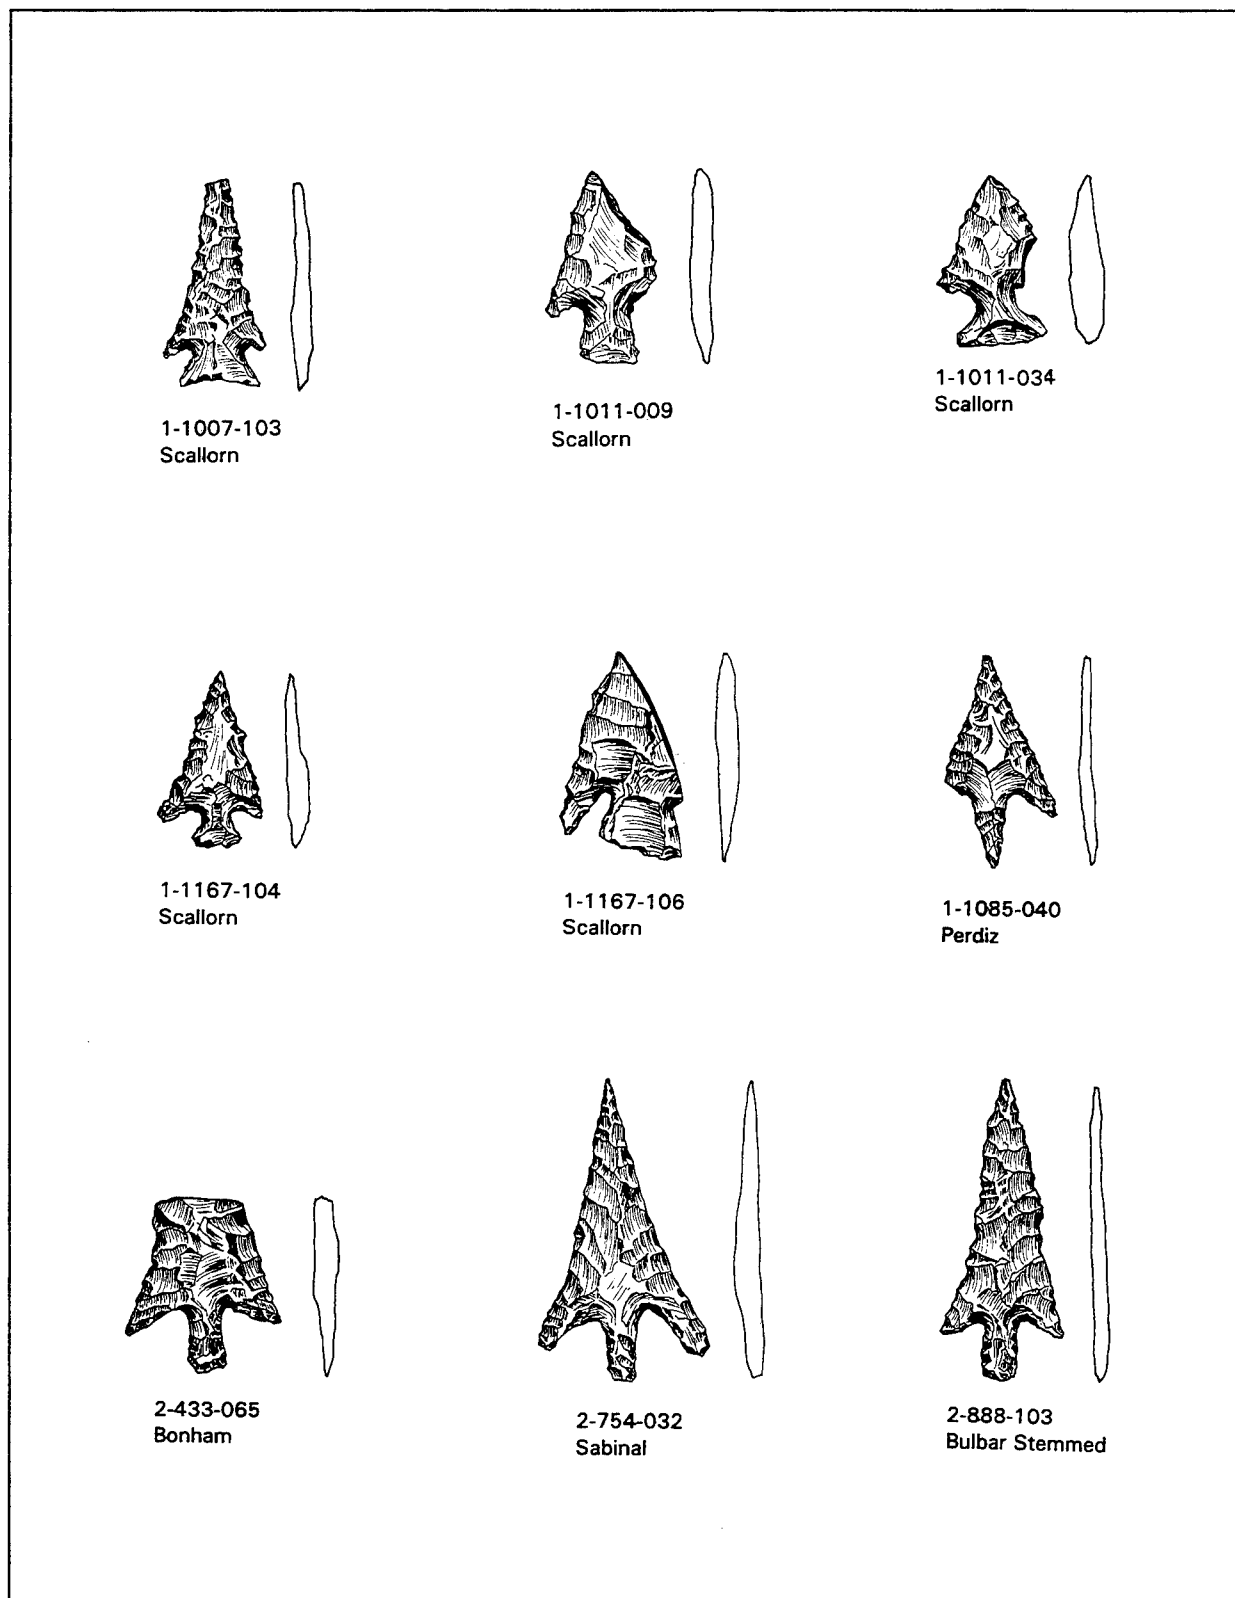 1-1007-103
Scallorn
1-1011-009
Scallorn
1-1011-034
Scallorn
1-1167-104
Scallorn
1-1167-106
Scallorn
1-1085-040
Perdiz
2-433-065
Bonham
2-754-032
Sabinal
2-888-103
Bulbar Stemmed